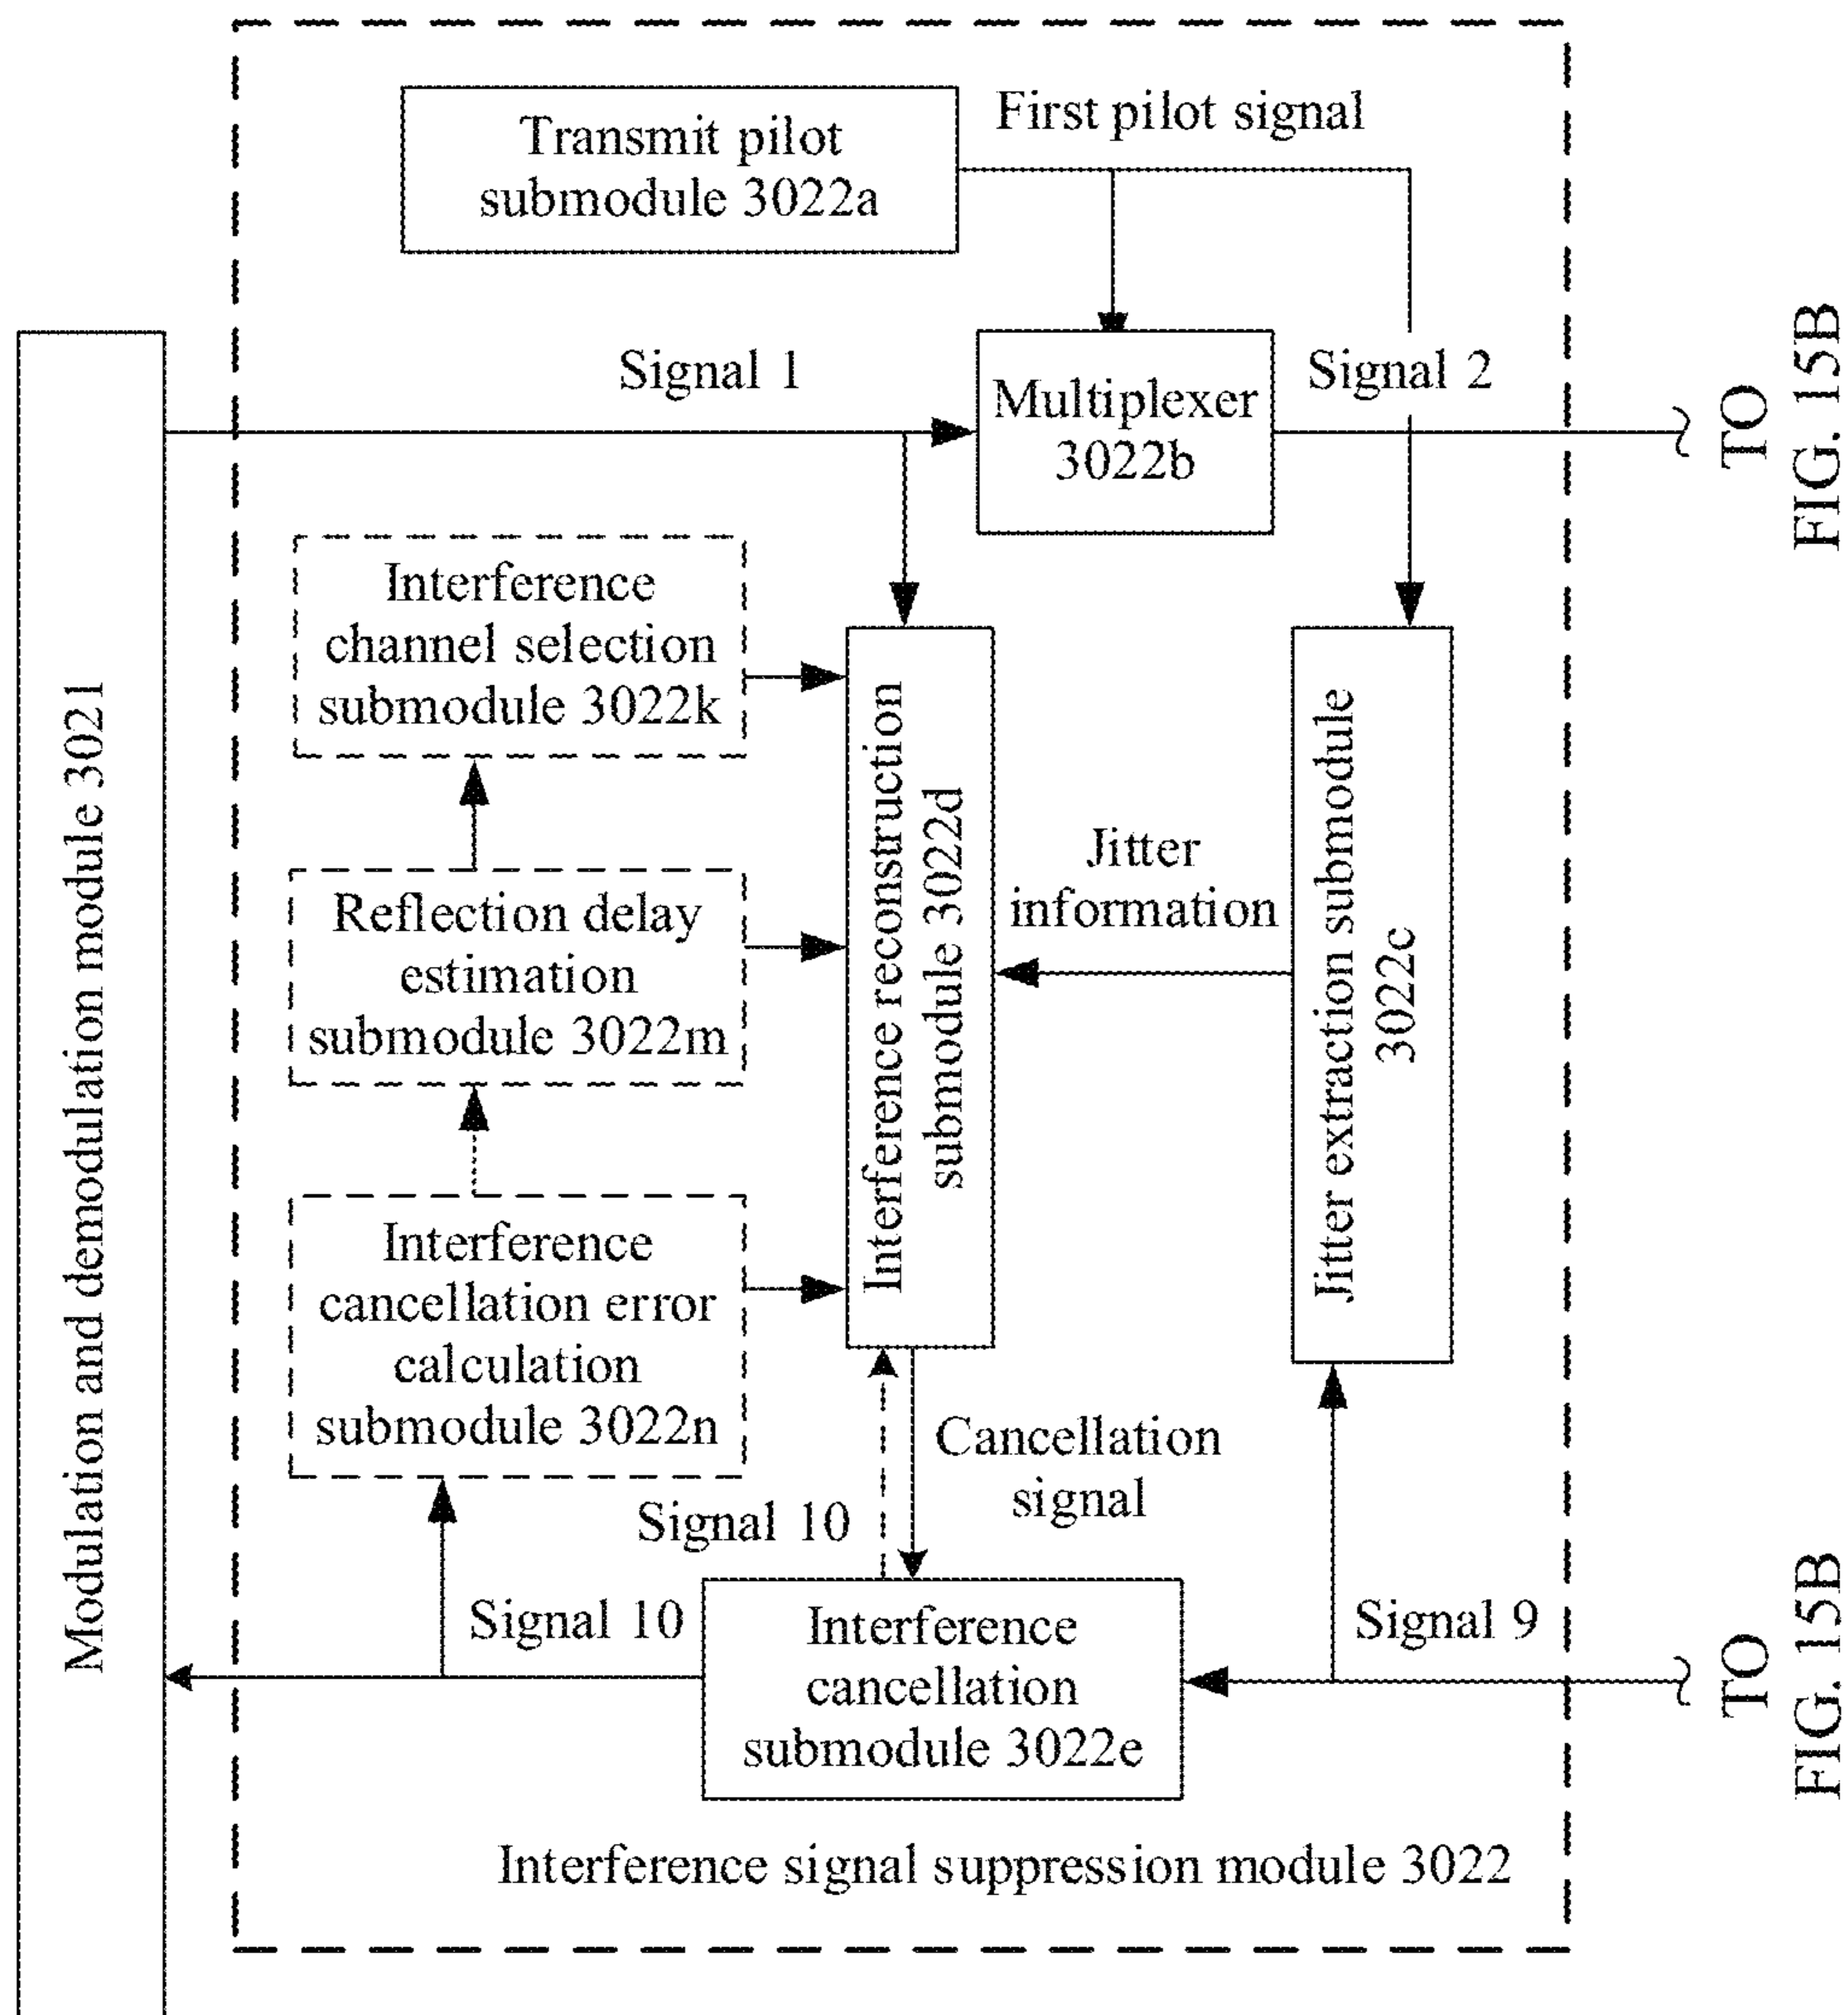 Transmit pilot
submodule 3022a
First pilot signal
Signal 1
Multiplexer
3022b
Signal 2
TO
FIG. 15B
Modulation and demodulation module 3021
Interference
channel selection
submodule 3022k
Reflection delay
estimation
submodule 3022m
Interference
cancellation error
calculation
submodule 3022n
Interference reconstruction
submodule 3022d
Jitter
information
Jitter extraction submodule
3022c
Cancellation
signal
Signal 10
Signal 10
Interference
cancellation
submodule 3022e
Signal 9
TO
FIG. 15B
Interference signal suppression module 3022